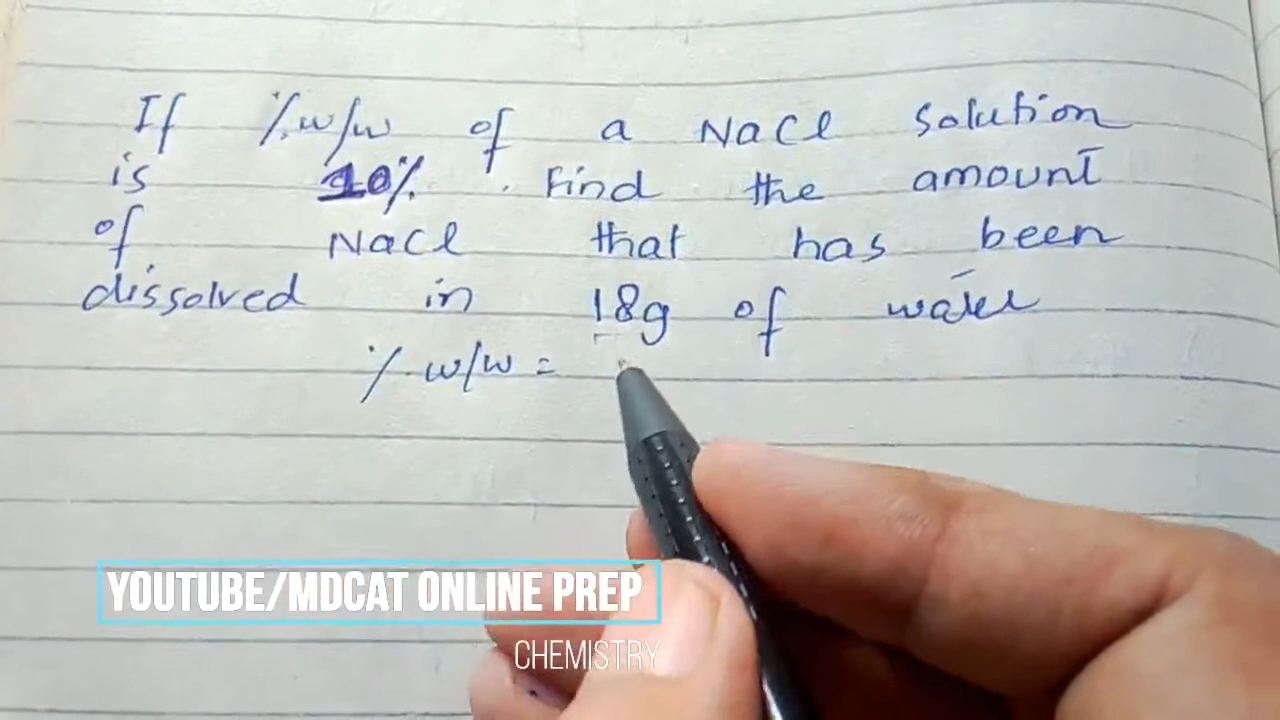 If %w/w of a NaCl solution
is 10%. Find the amount
of NaCl that has been
dissolved in 18g of water
% w/w =
YOUTUBE/MDCAT ONLINE PREP
CHEMISTRY